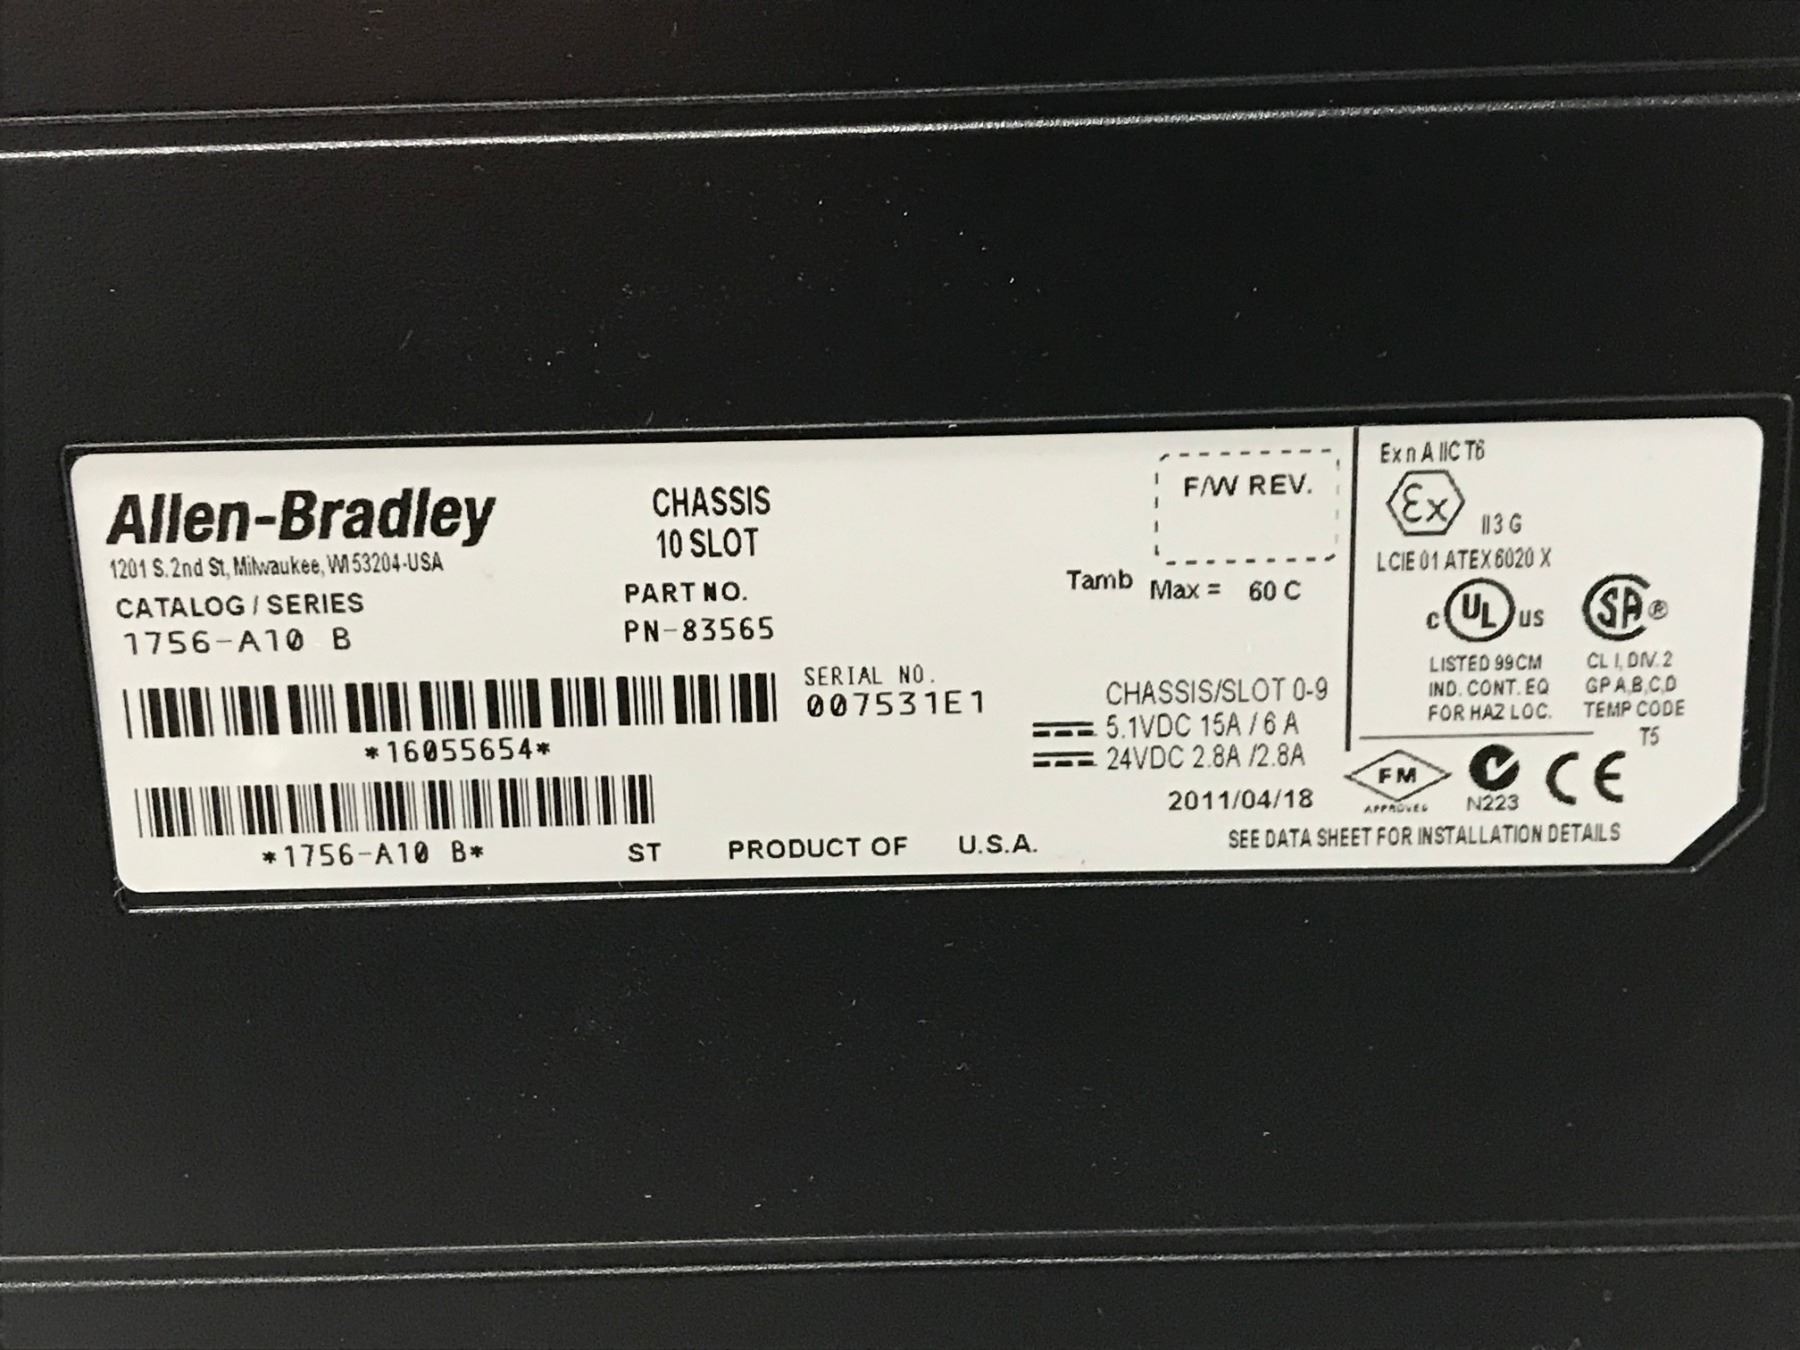 Allen-Bradley
1201 S. 2nd St, Milwaukee, WI 53204-USA
CATALOG / SERIES
1756-A10 B
CHASSIS
10 SLOT
PART NO.
PN-83565
SERIAL NO.
007531E1
*16055654*
*1756-A10 B*
ST
PRODUCT OF U.S.A.
F/W REV.
Tamb Max = 60 C
CHASSIS/SLOT 0-9
5.1VDC 15A / 6 A
24VDC 2.8A /2.8A
2011/04/18
Ex n A IIC T6
Ex
II 3 G
LCIE 01 ATEX 6020 X
C UL US
LISTED 99CM
IND. CONT. EQ
FOR HAZ LOC.
SA ®
CL I, DIV. 2
GP A,B,C,D
TEMP CODE
T5
FM
APPROVED
N223
CE
SEE DATA SHEET FOR INSTALLATION DETAILS